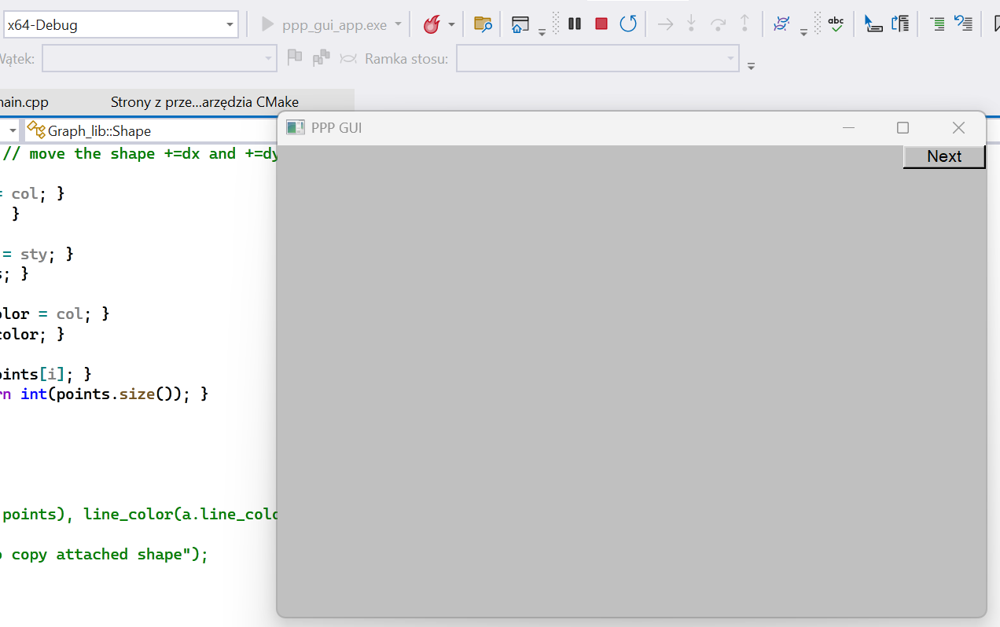 x64-Debug ppp_gui_app.exe abc
Wątek: Ramka stosu:
main.cpp Strony z prze...arzędzia CMake
Graph_lib::Shape PPP GUI
// move the shape +=dx and +=dy Next
= col; }
}
= sty; }
s; }
olor = col; }
color; }
oints[i]; }
rn int(points.size()); }
points), line_color(a.line_colo
o copy attached shape");